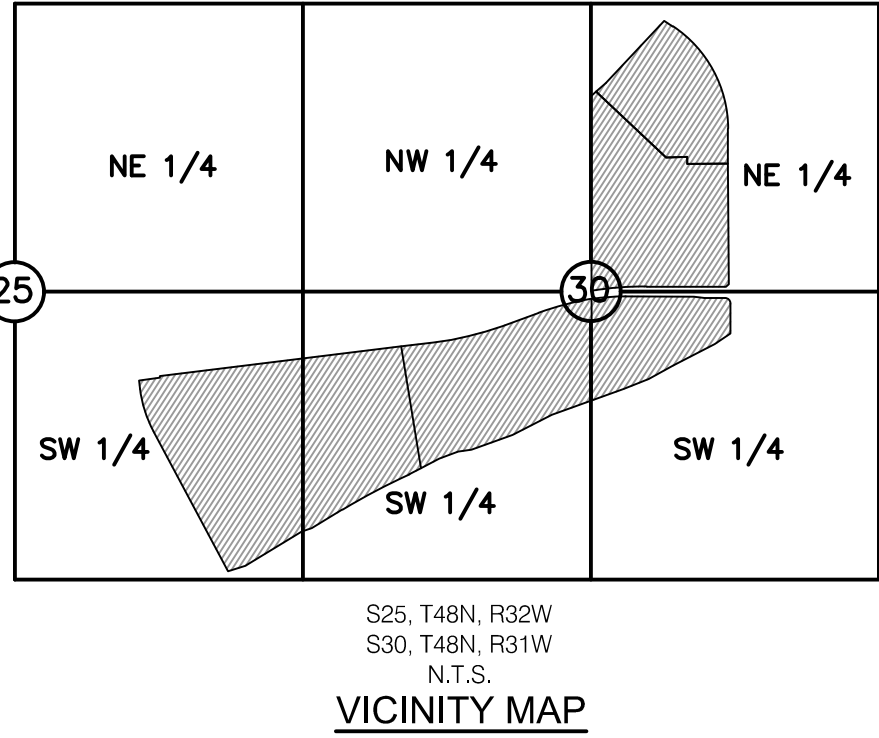 NE 1/4
NW 1/4
NE 1/4
25
30
SW 1/4
SW 1/4
SW 1/4
S25, T48N, R32W
S30, T48N, R31W
N.T.S.
VICINITY MAP